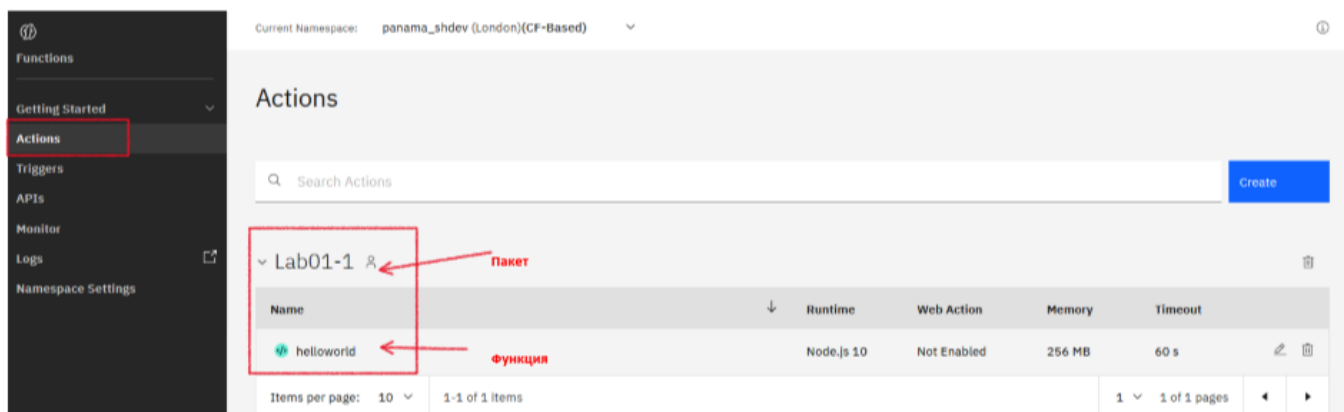 Functions
Getting Started
Actions
Triggers
APIs
Monitor
Logs
Namespace Settings
Current Namespace: panama_shdev (London)(CF-Based)
Actions
Search Actions
Create
Lab01-1
Пакет
Name Runtime Web Action Memory Timeout
helloworld Node.js 10 Not Enabled 256 MB 60 s
Функция
Items per page: 10 1-1 of 1 items 1 1 of 1 pages